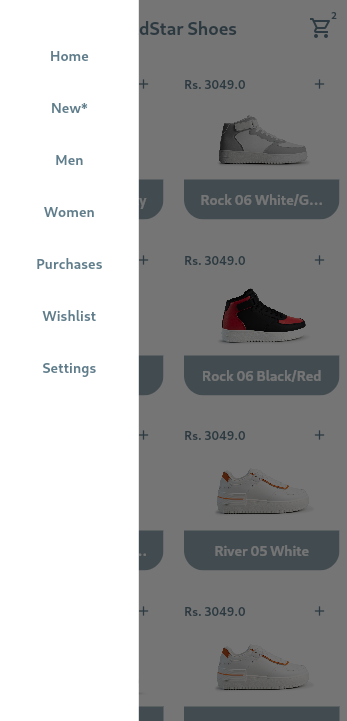 dStar Shoes
2
Home
New*
Men
Women
Purchases
Wishlist
Settings
Rs. 3049.0
y
Rock 06 White/G...
Rs. 3049.0
Rock 06 Black/Red
Rs. 3049.0
..
River 05 White
Rs. 3049.0